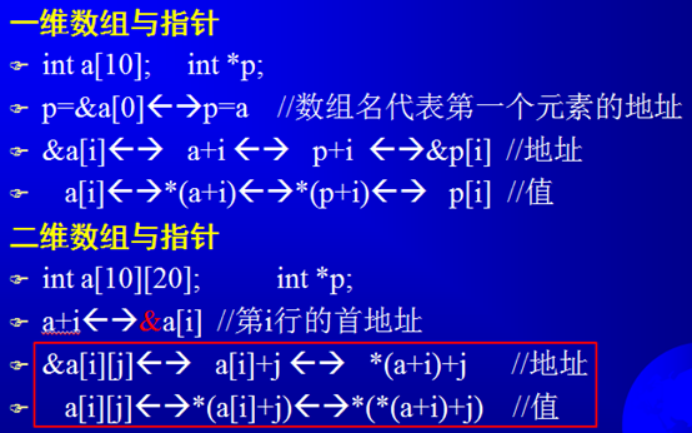 一维数组与指针
☞ int a[10]; int *p;
☞ p=&a[0]←→p=a //数组名代表第一个元素的地址
☞ &a[i]←→ a+i ←→ p+i ←→&p[i] //地址
☞ a[i]←→*(a+i)←→*(p+i)←→ p[i] //值
二维数组与指针
☞ int a[10][20]; int *p;
☞ a+i←→&a[i] //第i行的首地址
☞ &a[i][j]←→ a[i]+j ←→ *(a+i)+j //地址
☞ a[i][j]←→*(a[i]+j)←→*(*(a+i)+j) //值